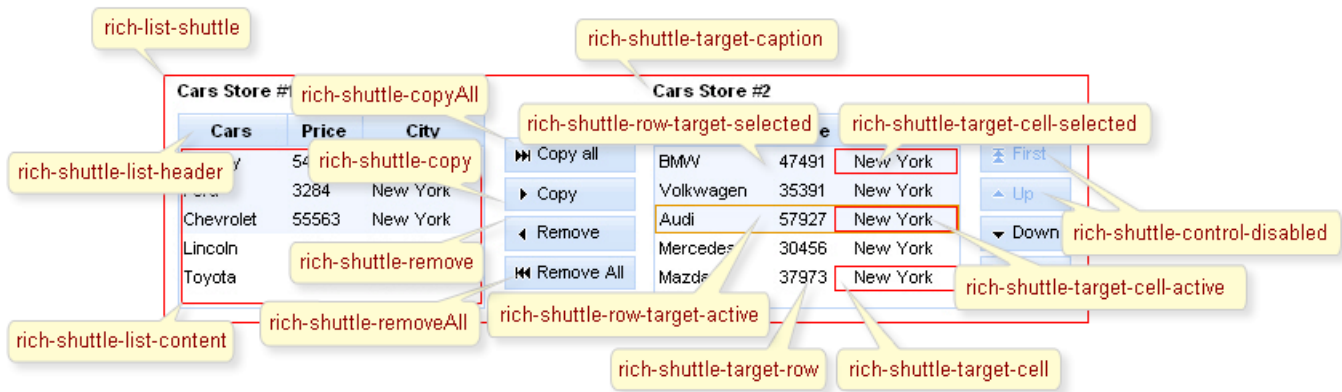 rich-list-shuttle
rich-shuttle-target-caption
Cars Store #1
rich-shuttle-copyAll
Cars Store #2
Cars Price City
rich-shuttle-row-target-selected
rich-shuttle-target-cell-selected
rich-shuttle-list-header
rich-shuttle-copy
Copy all
BMW 47491 New York
First
3284 New York
Copy
Volkwagen 35391 New York
Up
Chevrolet 55563 New York
Remove
Audi 57927 New York
Down
rich-shuttle-control-disabled
Lincoln
rich-shuttle-remove
Mercedes 30456 New York
Toyota
Remove All
Mazda 37973 New York
rich-shuttle-target-cell-active
rich-shuttle-list-content
rich-shuttle-removeAll
rich-shuttle-row-target-active
rich-shuttle-target-row
rich-shuttle-target-cell